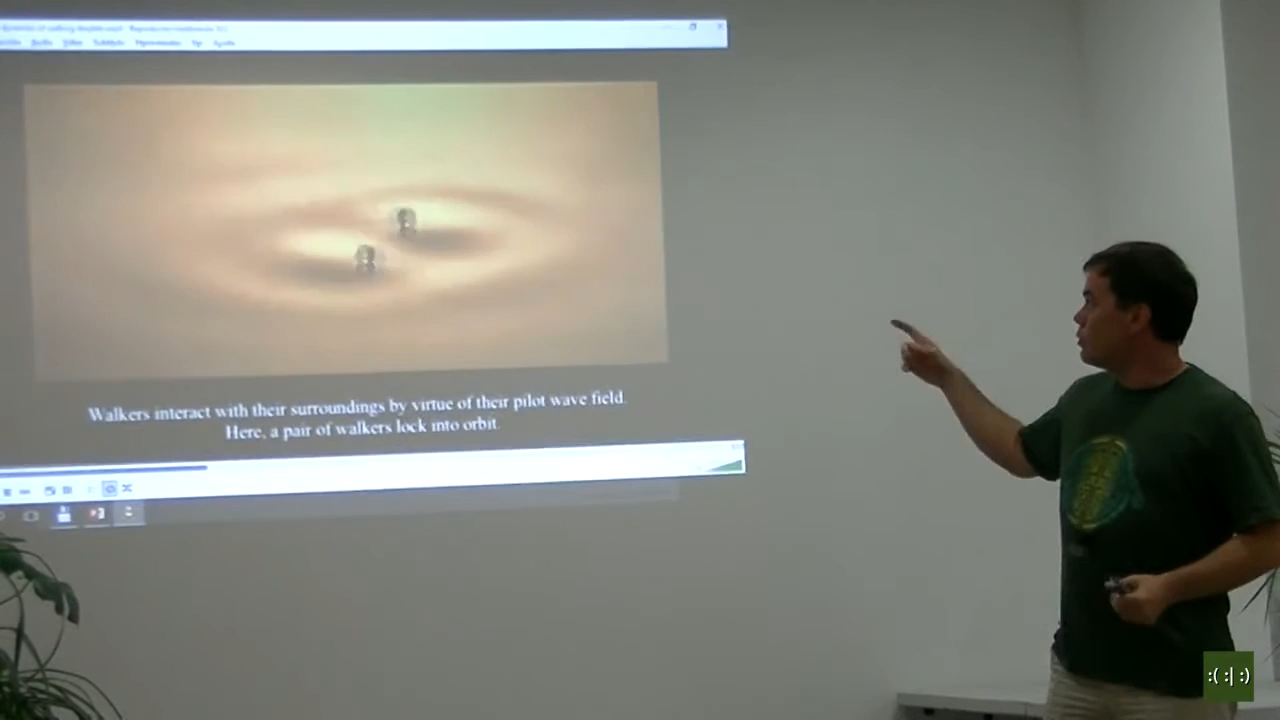 Walkers interact with their surroundings by virtue of their pilot wave field.
Here, a pair of walkers lock into orbit.
:( :| :)